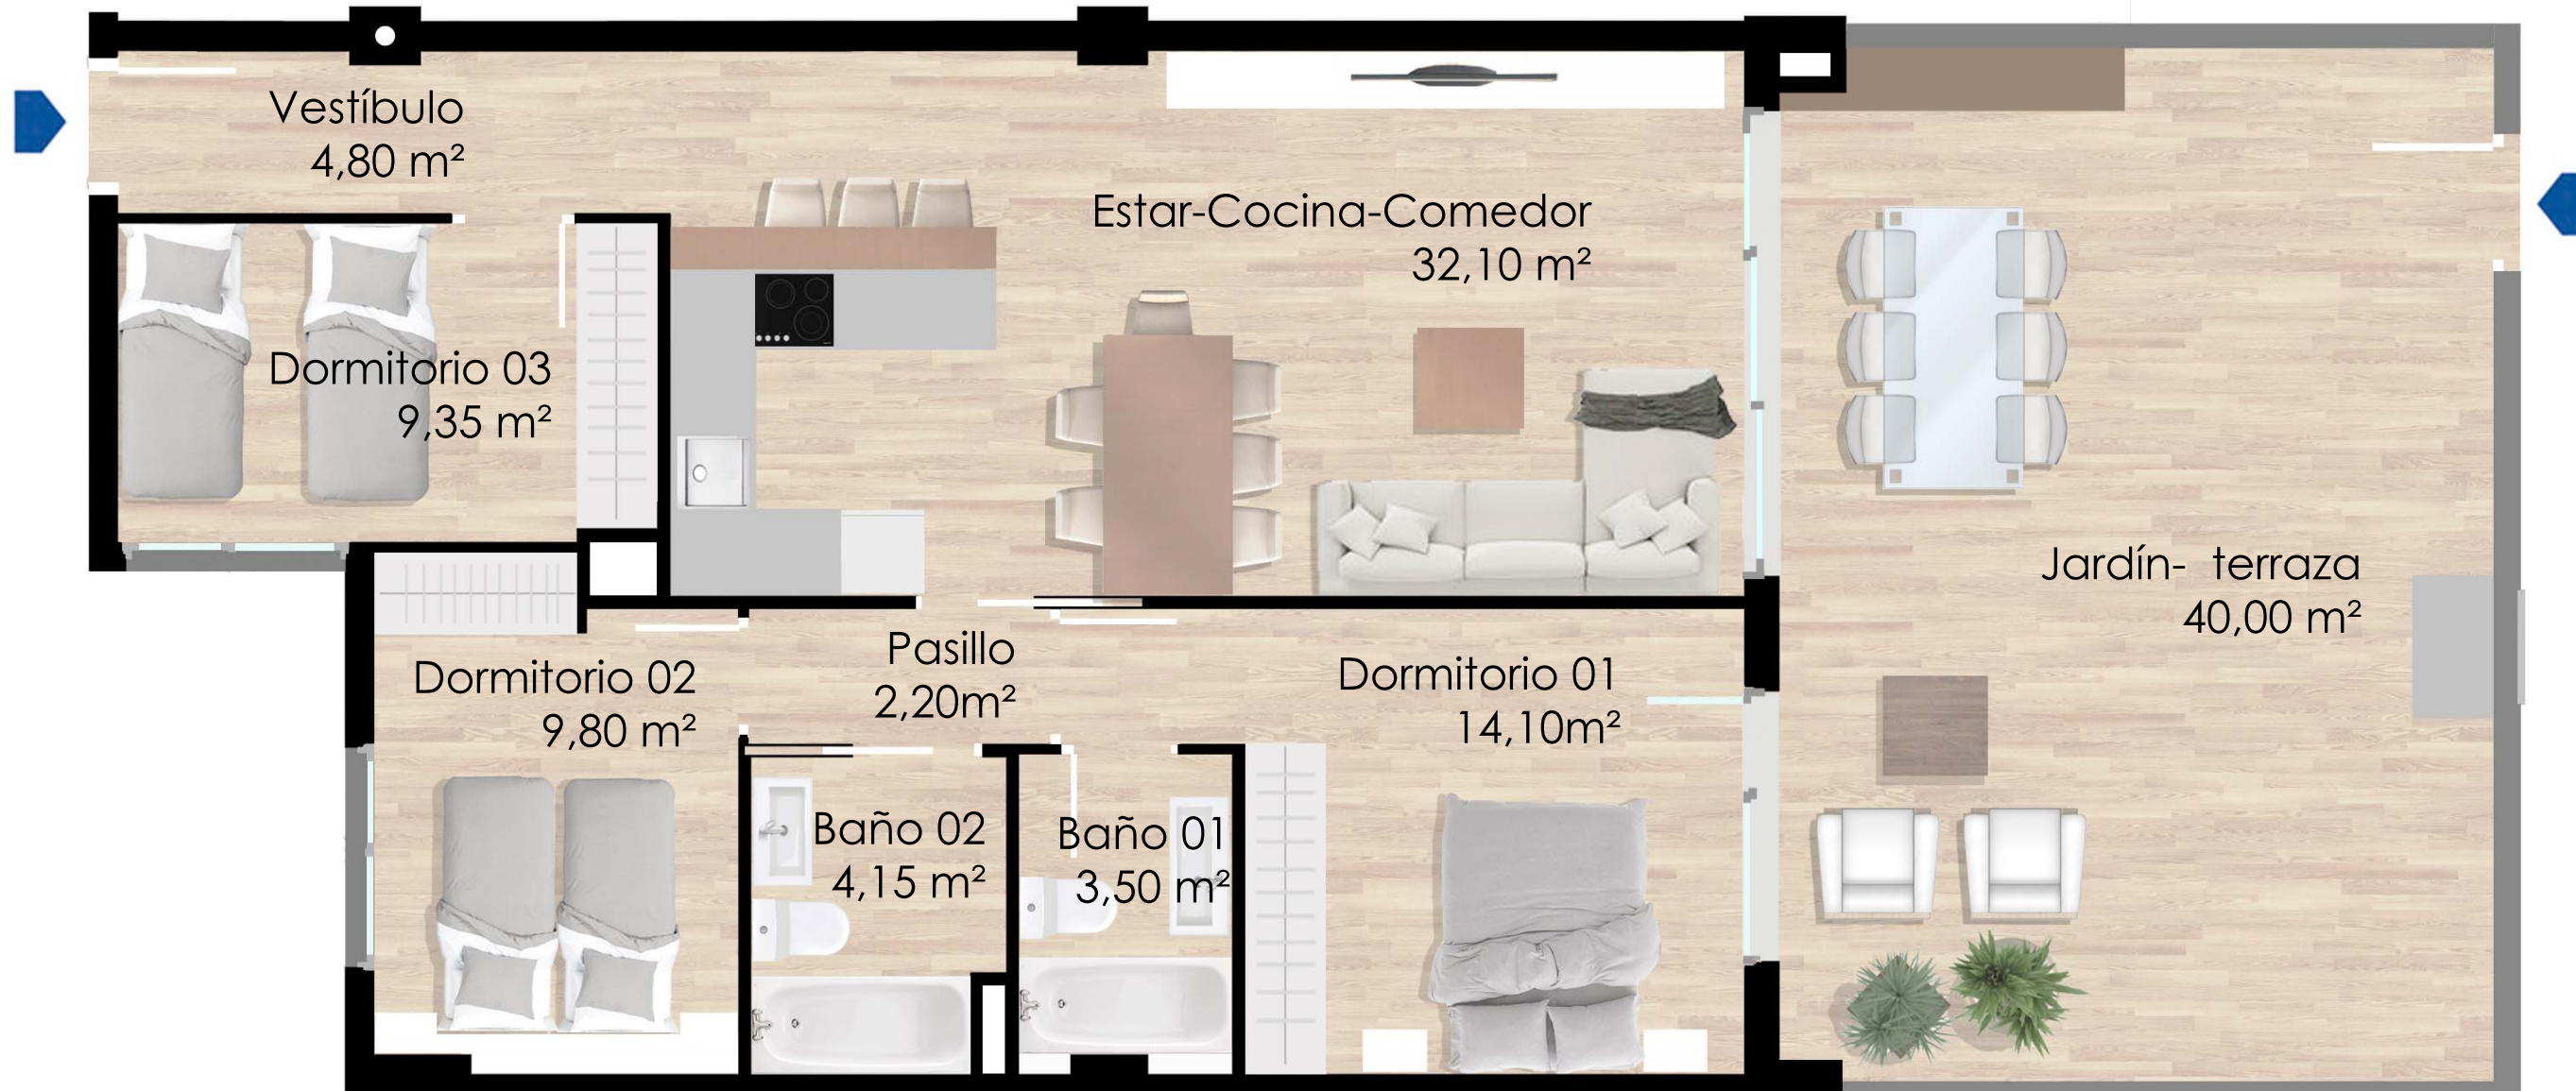 Vestíbulo
4,80 m²
Estar-Cocina-Comedor
32,10 m²
Dormitorio 03
9,35 m²
Jardín- terraza
40,00 m²
Pasillo
2,20m²
Dormitorio 02
9,80 m²
Dormitorio 01
14,10m²
Baño 02
4,15 m²
Baño 01
3,50 m²